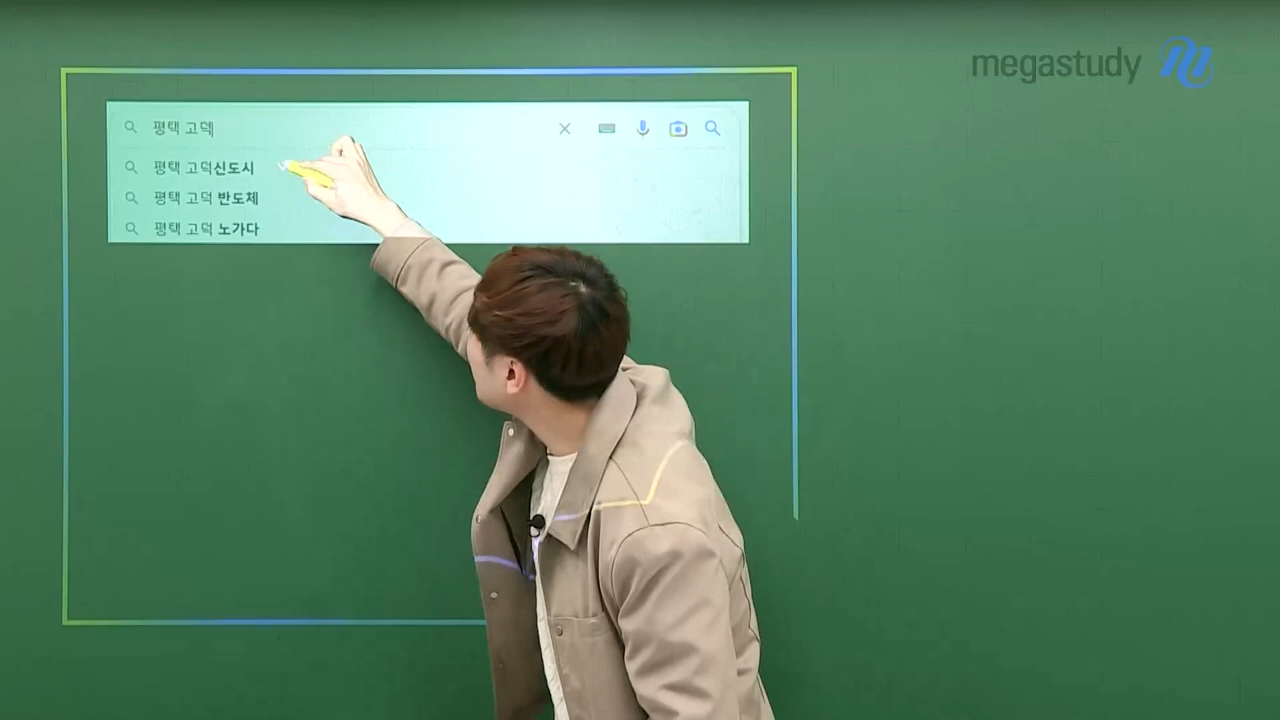 megastudy
평택 고덱
평택 고덕신도시
평택 고덕 반도체
평택 고덕 노가다